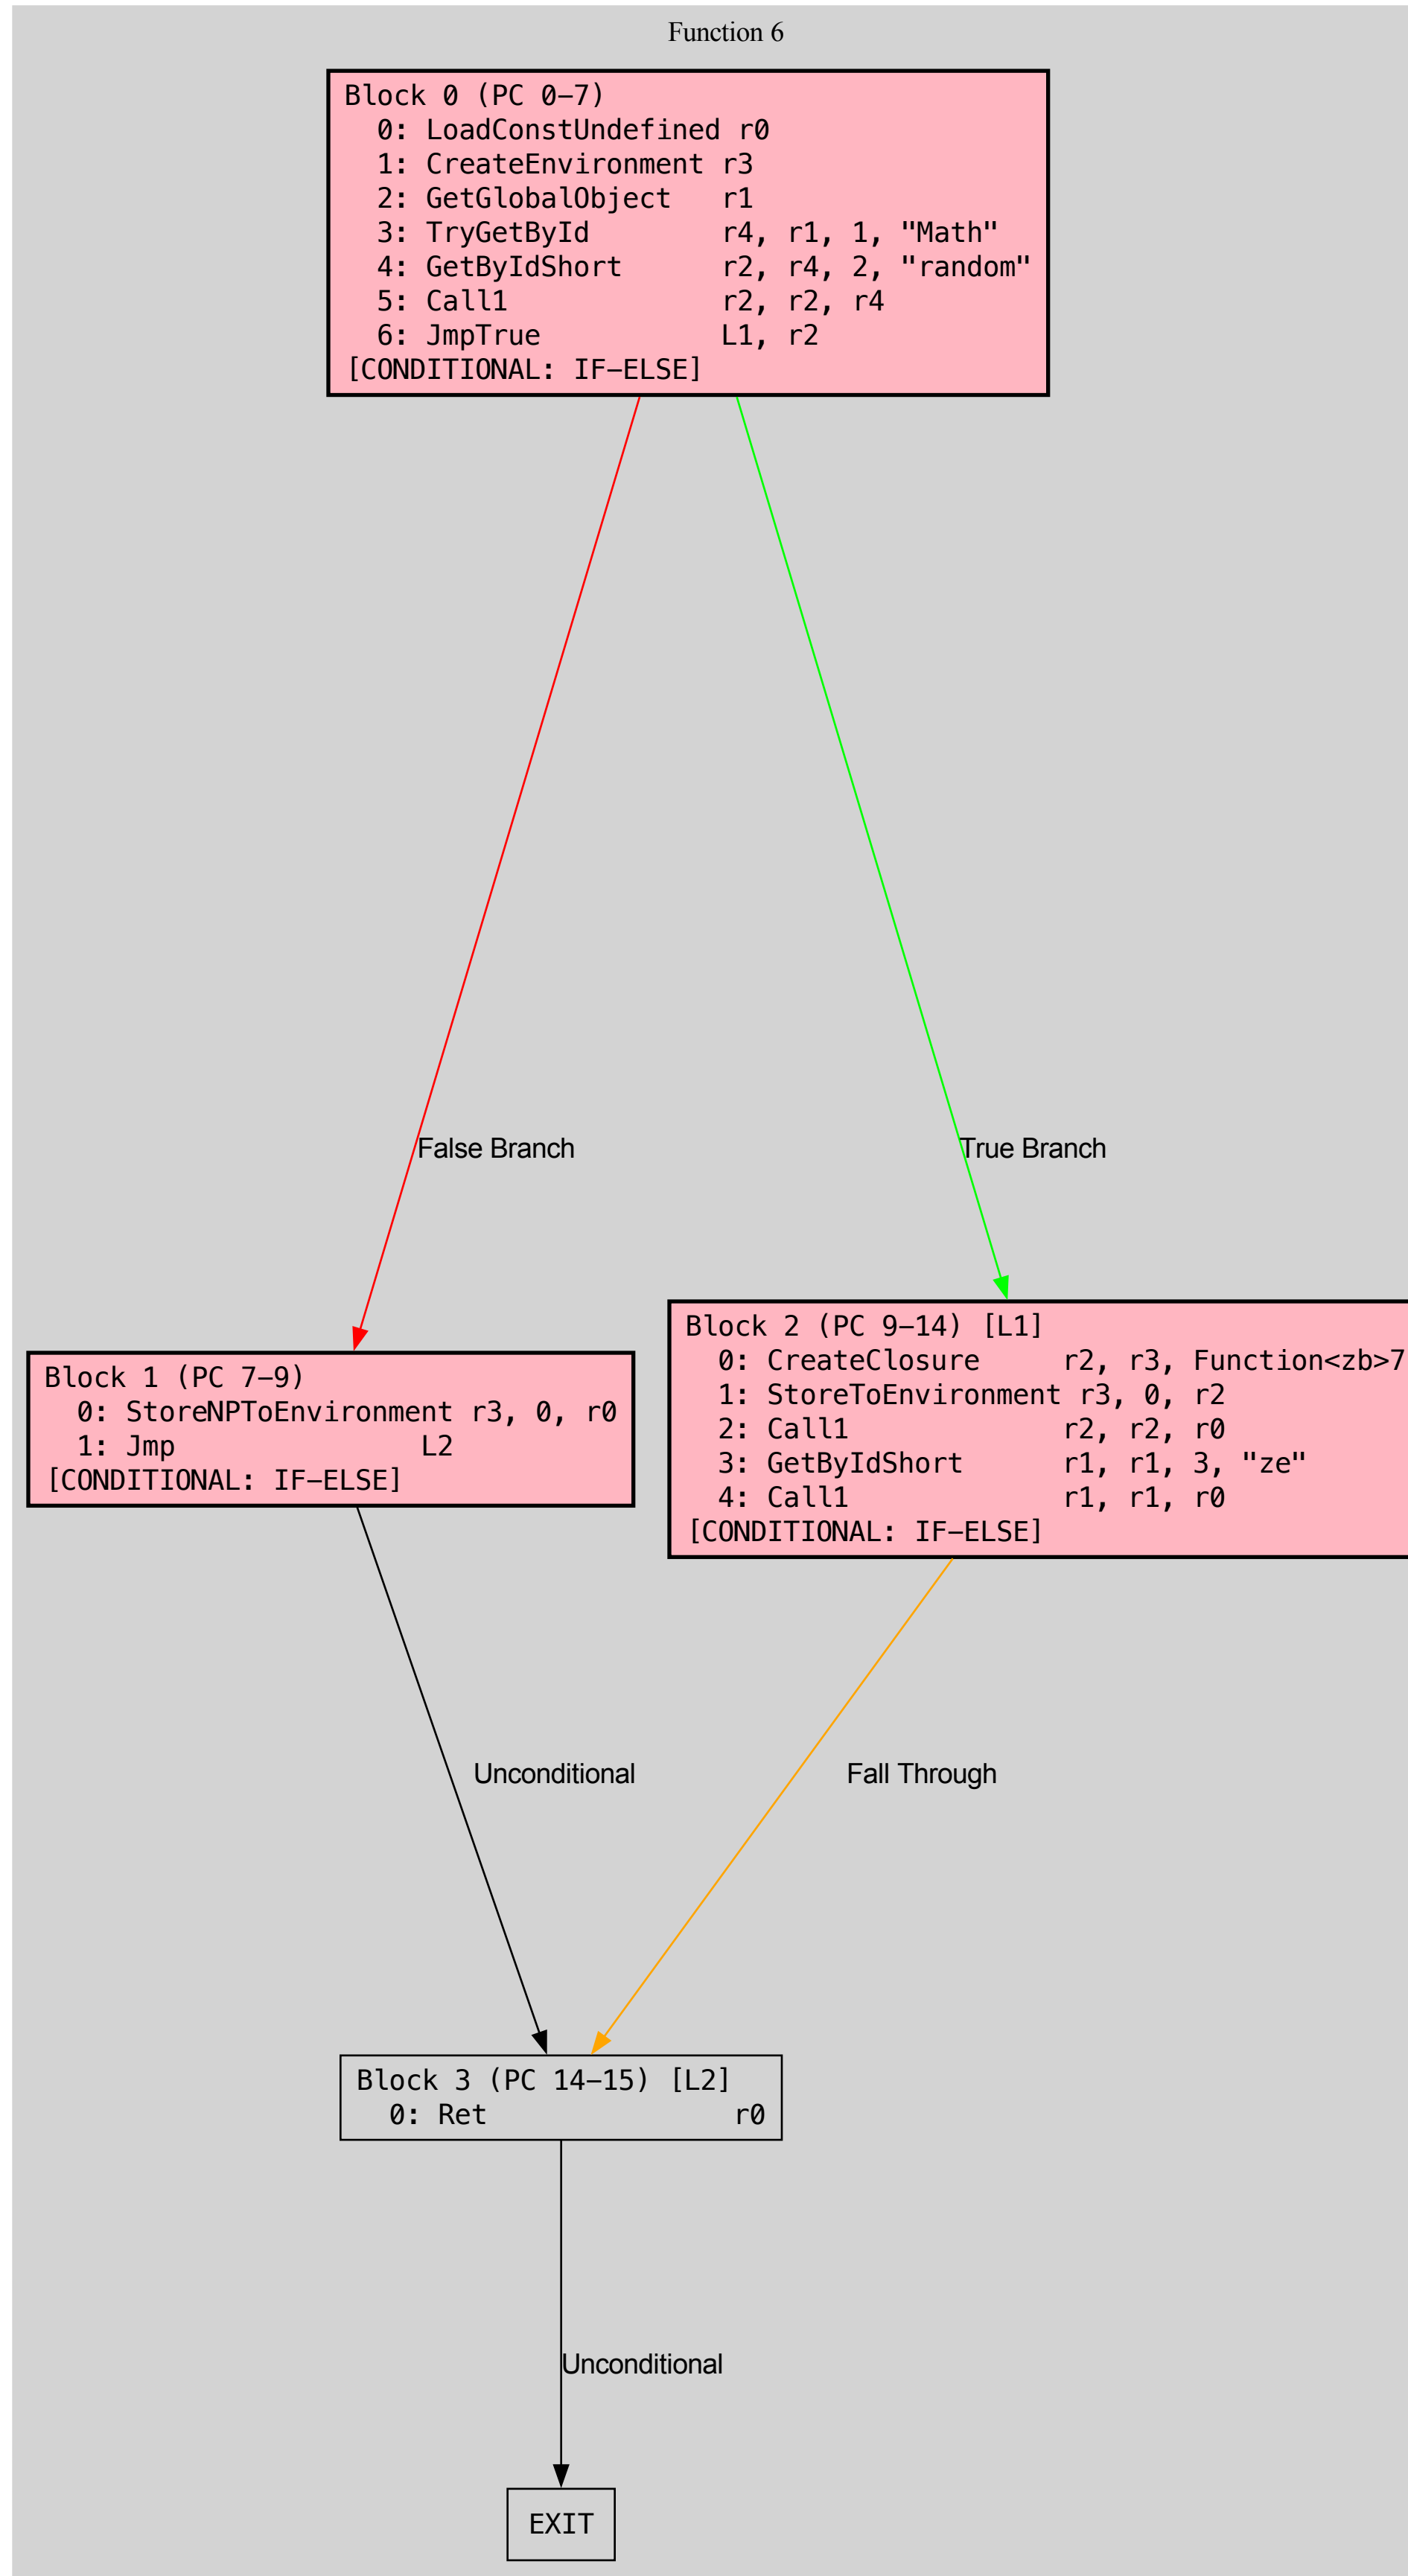 Function 6
Block 0 (PC 0–7)
  0: LoadConstUndefined r0
  1: CreateEnvironment r3
  2: GetGlobalObject   r1
  3: TryGetById        r4, r1, 1, "Math"
  4: GetByIdShort      r2, r4, 2, "random"
  5: Call1             r2, r2, r4
  6: JmpTrue           L1, r2
[CONDITIONAL: IF–ELSE]
False Branch
True Branch
Block 1 (PC 7–9)
  0: StoreNPToEnvironment r3, 0, r0
  1: Jmp               L2
[CONDITIONAL: IF–ELSE]
Block 2 (PC 9–14) [L1]
  0: CreateClosure     r2, r3, Function<zb>7
  1: StoreToEnvironment r3, 0, r2
  2: Call1             r2, r2, r0
  3: GetByIdShort      r1, r1, 3, "ze"
  4: Call1             r1, r1, r0
[CONDITIONAL: IF–ELSE]
Unconditional
Fall Through
Block 3 (PC 14–15) [L2]
  0: Ret               r0
Unconditional
EXIT